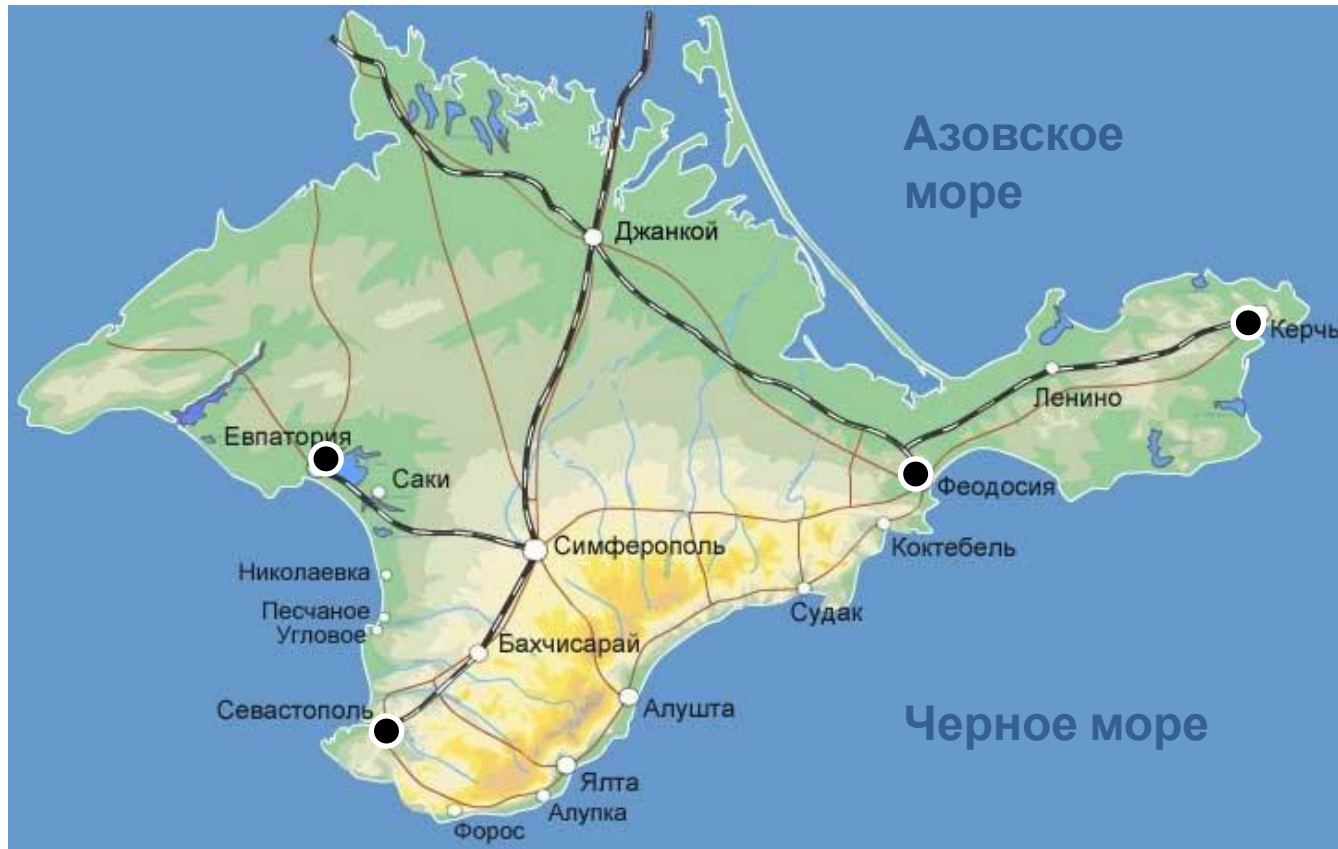 Азовское
море
Джанкой
Керчь
Ленино
Евпатория
Саки
Феодосия
Симферополь
Коктебель
Николаевка
Песчаное
Угловое
Судак
Бахчисарай
Севастополь
Алушта
Черное море
Ялта
Алупка
Форос